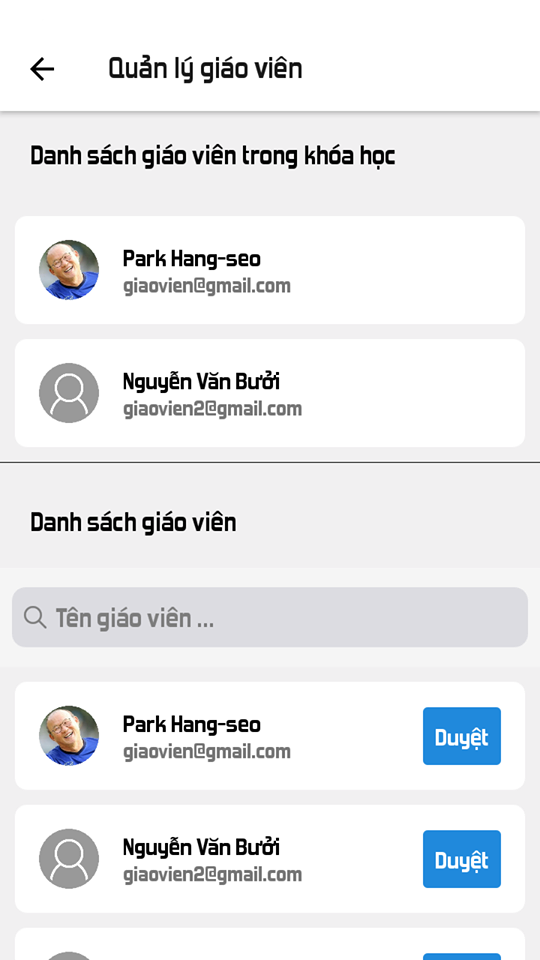 Quản lý giáo viên
Danh sách giáo viên trong khóa học
Park Hang-seo
giaovien@gmail.com
Nguyễn Văn Bưởi
giaovien2@gmail.com
Danh sách giáo viên
Tên giáo viên ...
Park Hang-seo
giaovien@gmail.com
Duyệt
Nguyễn Văn Bưởi
giaovien2@gmail.com
Duyệt